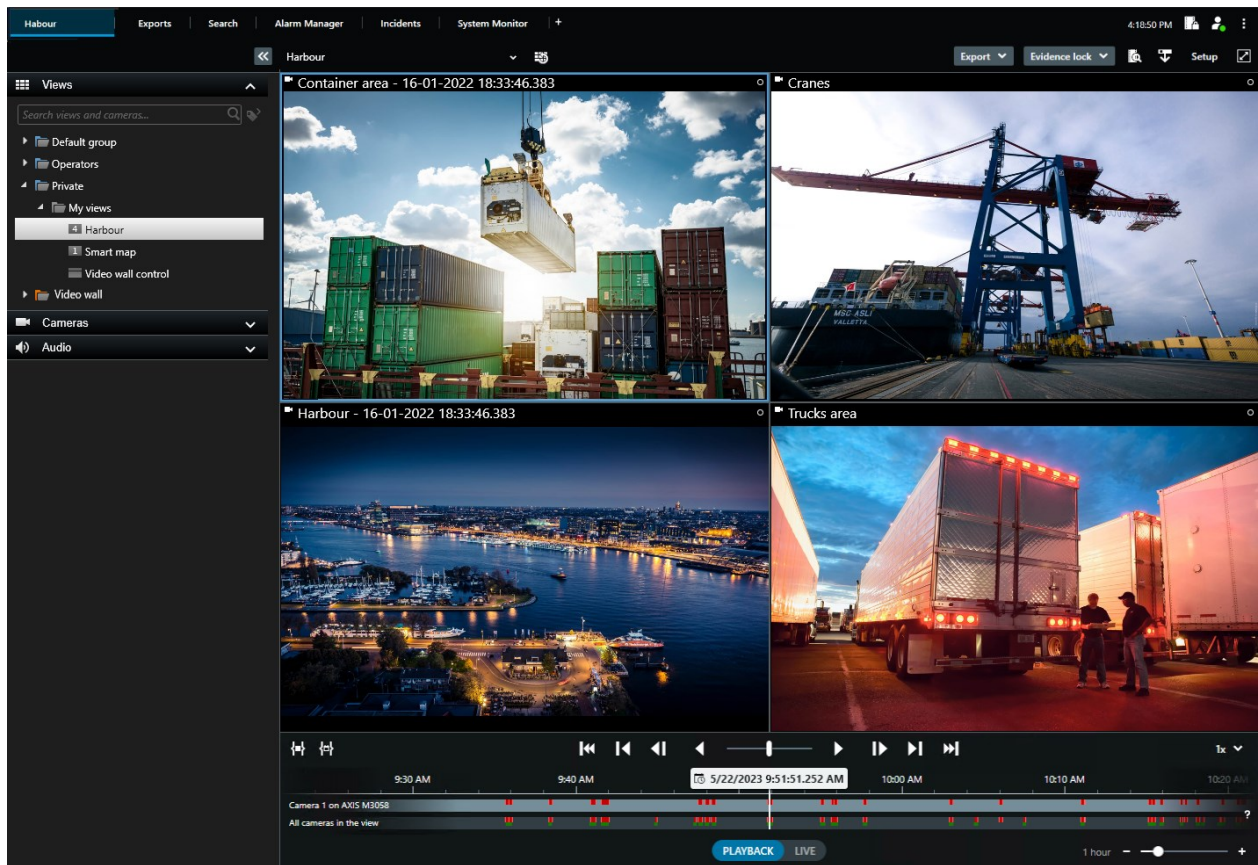 Habour Exports Search Alarm Manager Incidents System Monitor + 4:18:50 PM
Harbour Export Evidence lock Setup
Views
Search views and cameras...
Default group
Operators
Private
My views
4 Harbour
1 Smart map
Video wall control
Video wall
Cameras
Audio
Container area - 16-01-2022 18:33:46.383
Cranes
MSC ASLI
VALLETTA
Harbour - 16-01-2022 18:33:46.383
Trucks area
1x
9:30 AM 9:40 AM 5/22/2023 9:51:51.252 AM 10:00 AM 10:10 AM 10:20 AM
Camera 1 on AXIS M3058
All cameras in the view
?
PLAYBACK LIVE
1 hour - +